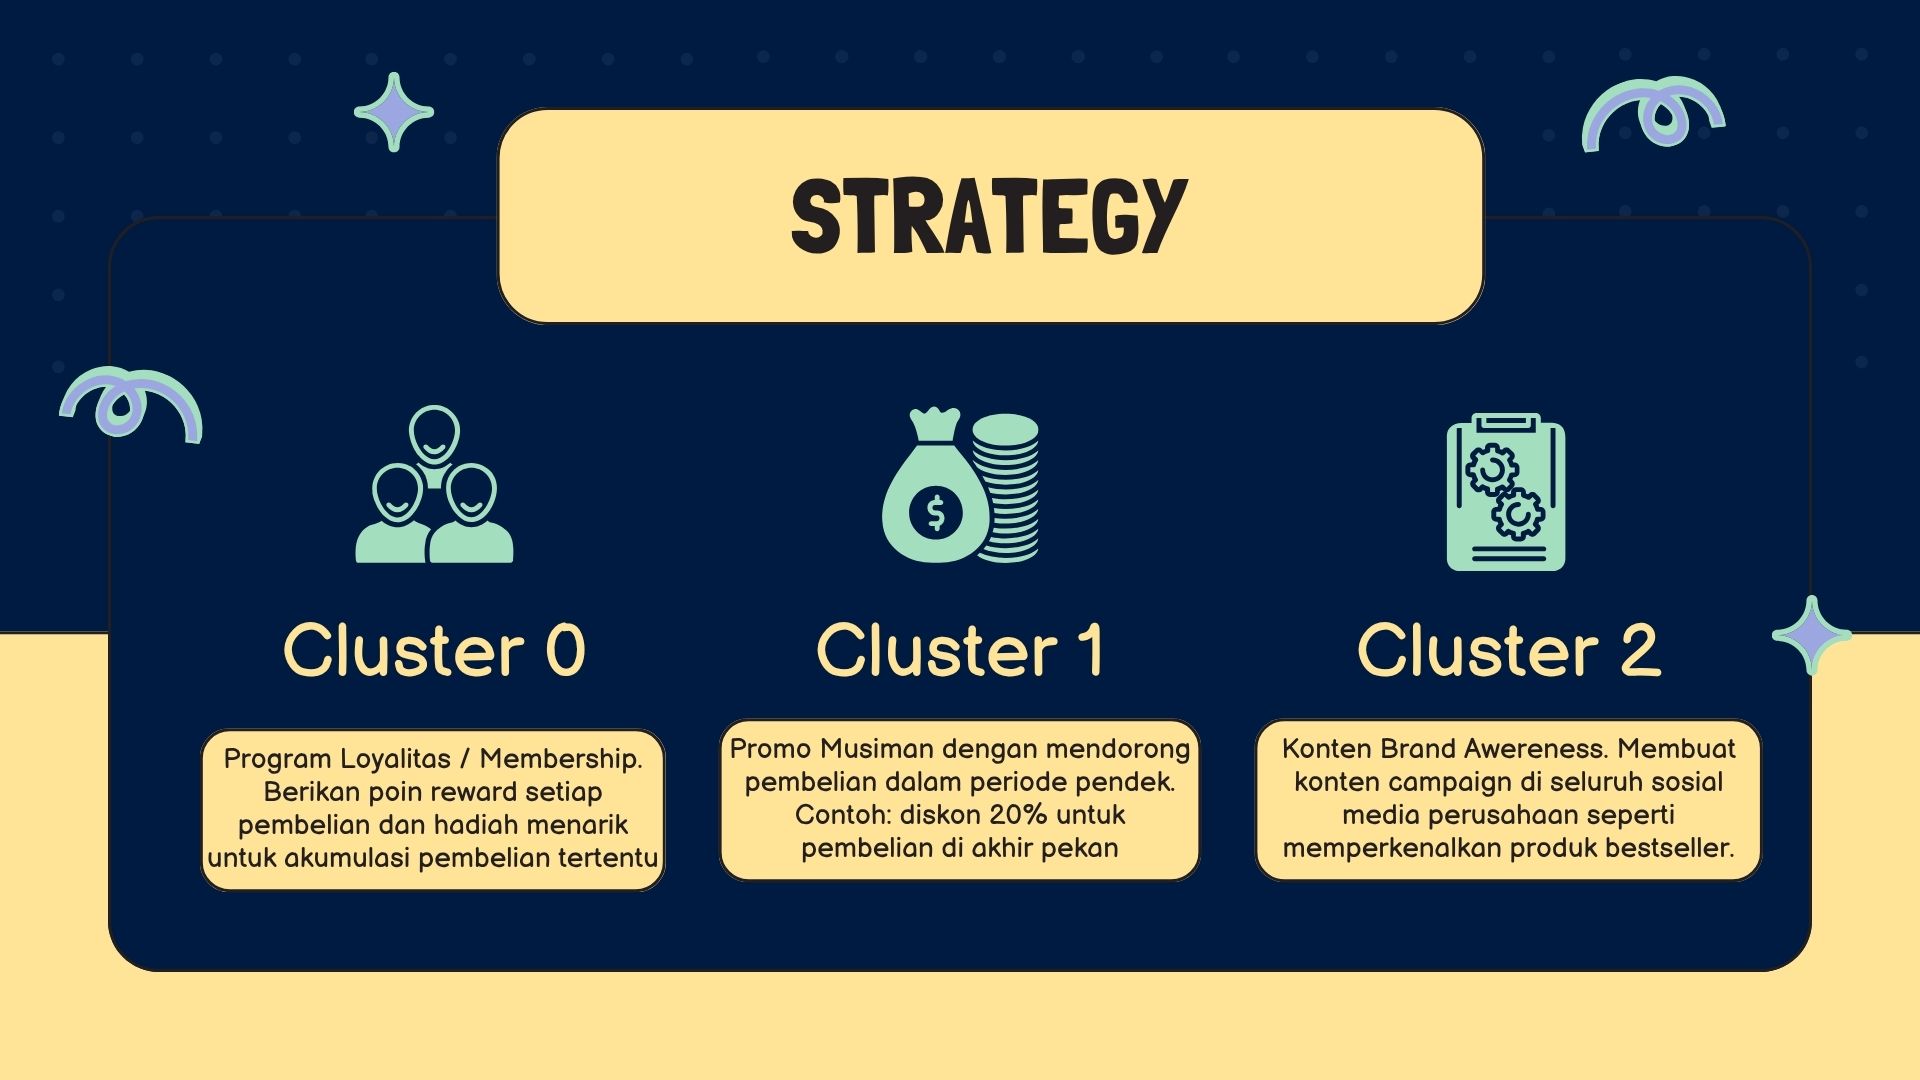 STRATEGY
$
Cluster 0
Program Loyalitas / Membership.
Berikan poin reward setiap
pembelian dan hadiah menarik
untuk akumulasi pembelian tertentu
Cluster 1
Promo Musiman dengan mendorong
pembelian dalam periode pendek.
Contoh: diskon 20% untuk
pembelian di akhir pekan
Cluster 2
Konten Brand Awereness. Membuat
konten campaign di seluruh sosial
media perusahaan seperti
memperkenalkan produk bestseller.